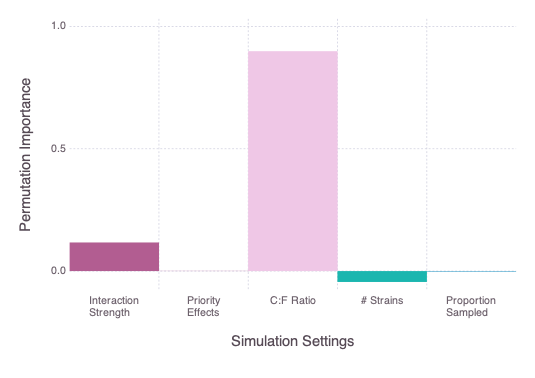 Permutation Importance
1.0
0.5
0.0
Interaction
Strength
Priority
Effects
C:F Ratio
# Strains
Proportion
Sampled
Simulation Settings